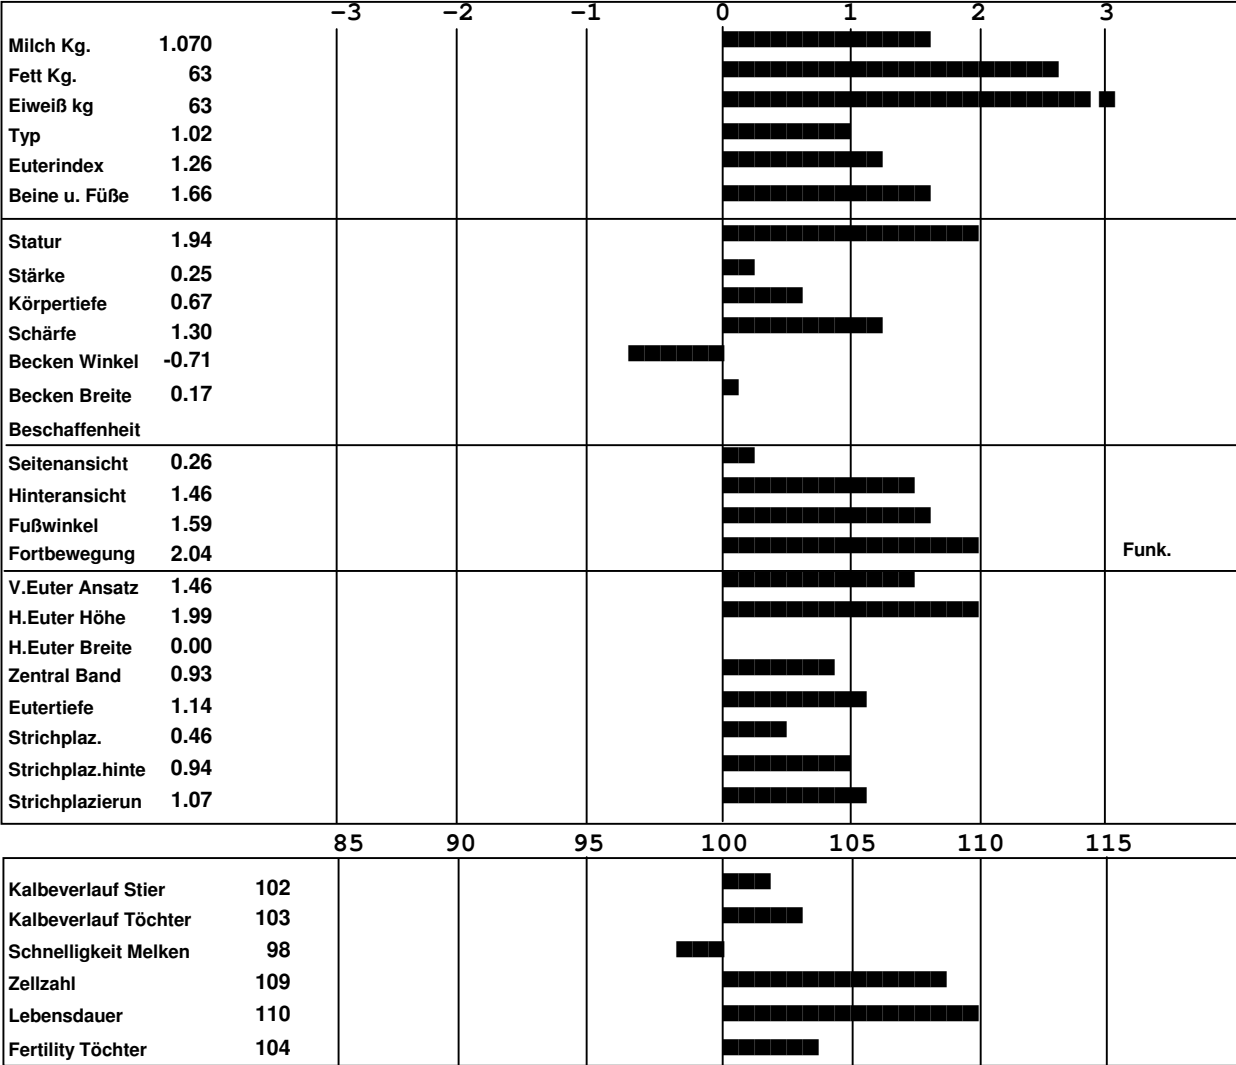 -3 -2 -1 0 1 2 3
Milch Kg. 1.070
Fett Kg. 63
Eiweiß kg 63
Typ 1.02
Euterindex 1.26
Beine u. Füße 1.66
Statur 1.94
Stärke 0.25
Körpertiefe 0.67
Schärfe 1.30
Becken Winkel -0.71
Becken Breite 0.17
Beschaffenheit
Seitenansicht 0.26
Hinteransicht 1.46
Fußwinkel 1.59
Fortbewegung 2.04 Funk.
V.Euter Ansatz 1.46
H.Euter Höhe 1.99
H.Euter Breite 0.00
Zentral Band 0.93
Eutertiefe 1.14
Strichplaz. 0.46
Strichplaz.hinte 0.94
Strichplazierun 1.07
85 90 95 100 105 110 115
Kalbeverlauf Stier 102
Kalbeverlauf Töchter 103
Schnelligkeit Melken 98
Zellzahl 109
Lebensdauer 110
Fertility Töchter 104